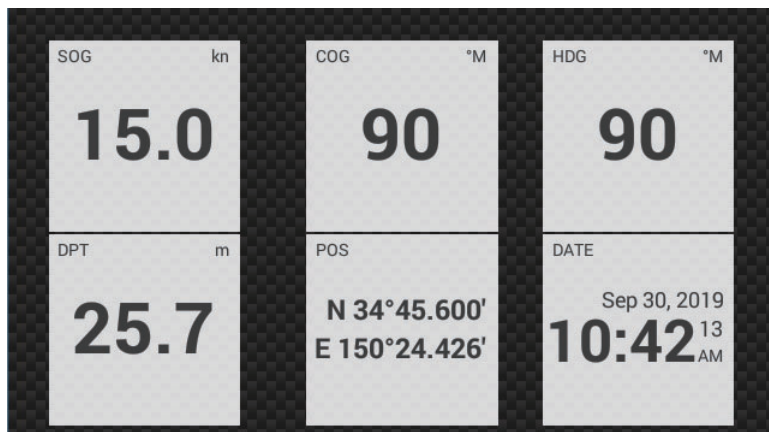 SOG kn
15.0
COG °M
90
HDG °M
90
DPT m
25.7
POS
N 34°45.600'
E 150°24.426'
DATE
Sep 30, 2019
10:42 13 AM